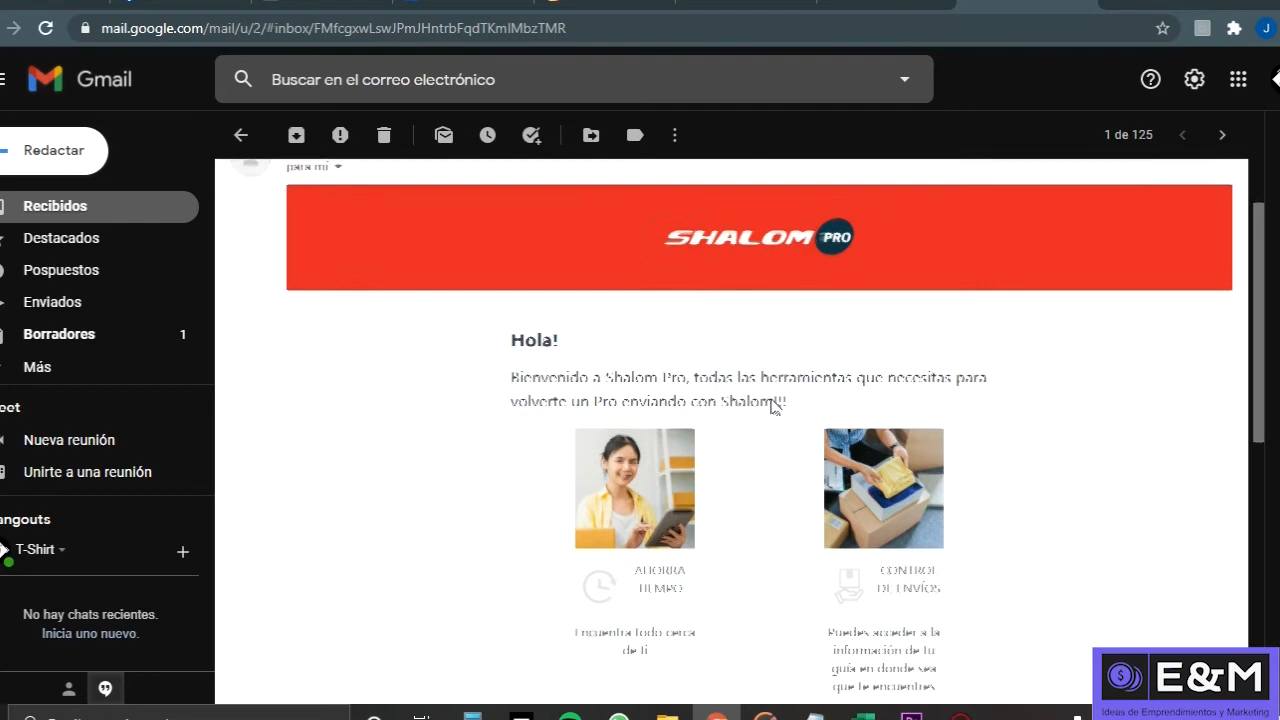 mail.google.com/mail/u/2/#inbox/FMfcgxwLswJPmJHntrbFqdTKmlMbzTMR
J
Gmail
Buscar en el correo electrónico
Redactar
1 de 125
para mí
Recibidos
Destacados
Pospuestos
Enviados
Borradores 1
Más
SHALOM PRO
Hola!
Bienvenido a Shalom Pro, todas las herramientas que necesitas para
volverte un Pro enviando con Shalom!!!
Nueva reunión
Unirte a una reunión
angouts
T-Shirt
No hay chats recientes.
Inicia uno nuevo.
AHORRA
TIEMPO
Encuentra todo cerca
de ti
CONTROL
DE ENVÍOS
Puedes acceder a la
información de tu
guía en donde sea
que te encuentres
E&M
Ideas de Emprendimientos y Marketing